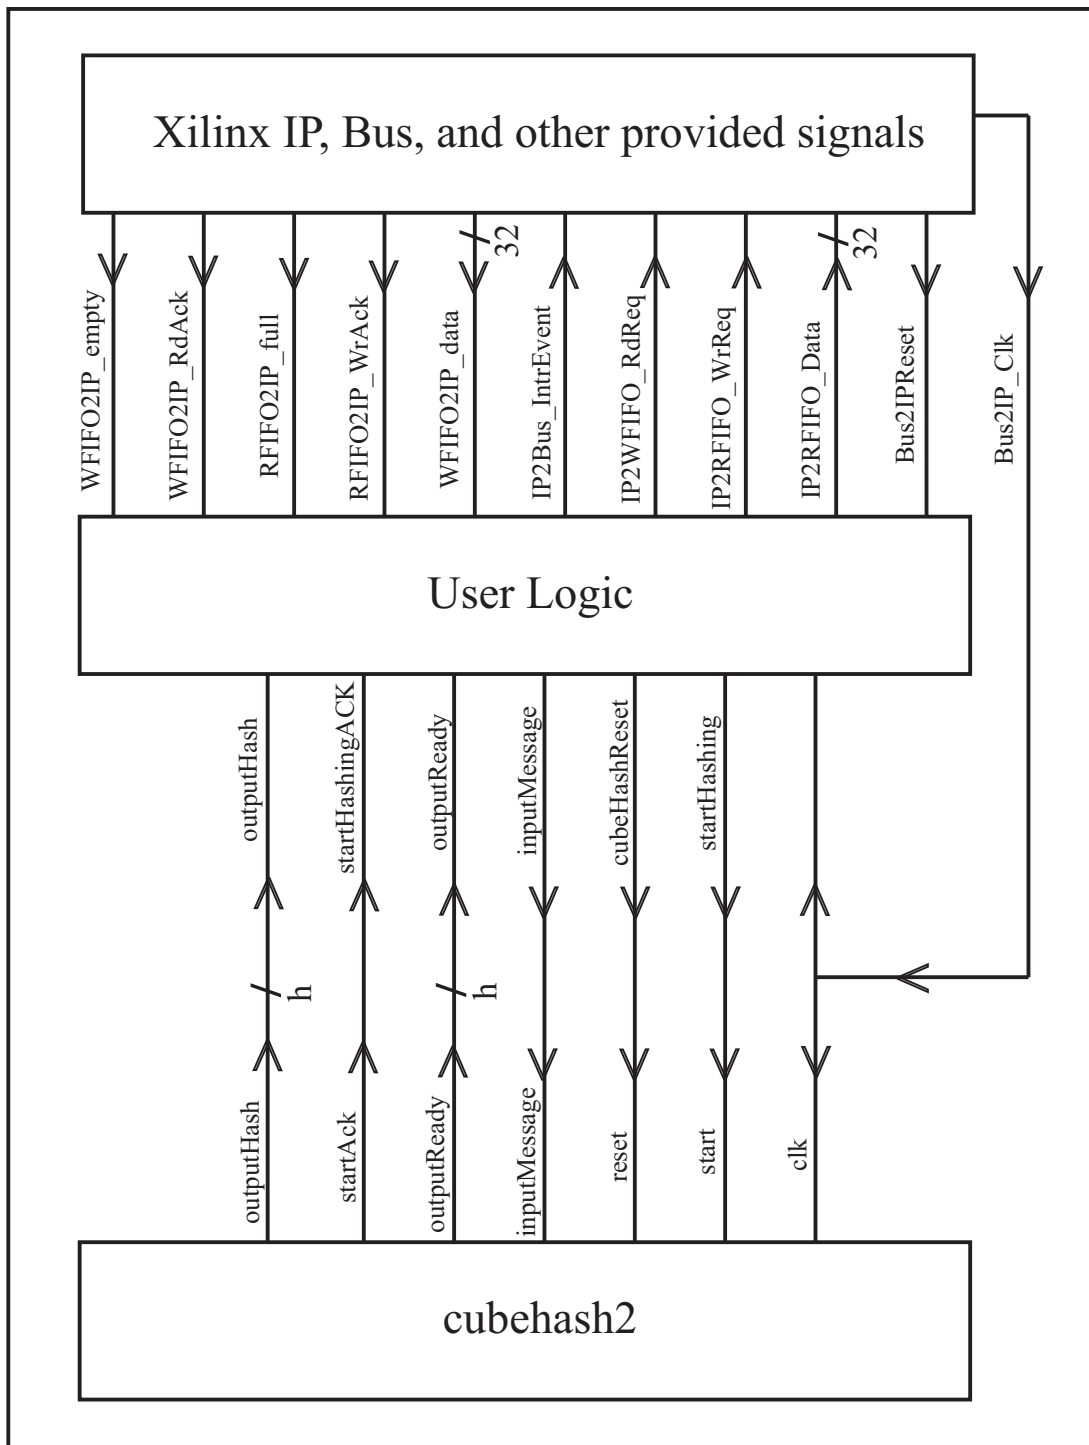 Xilinx IP, Bus, and other provided signals
WFIFO2IP_empty
WFIFO2IP_RdAck
RFIFO2IP_full
RFIFO2IP_WrAck
WFIFO2IP_data
32
IP2Bus_IntrEvent
IP2WFIFO_RdReq
IP2RFIFO_WrReq
IP2RFIFO_Data
32
Bus2IPReset
Bus2IP_Clk
User Logic
outputHash
startHashingACK
outputReady
inputMessage
cubeHashReset
startHashing
h
h
outputHash
startAck
outputReady
inputMessage
reset
start
clk
cubehash2